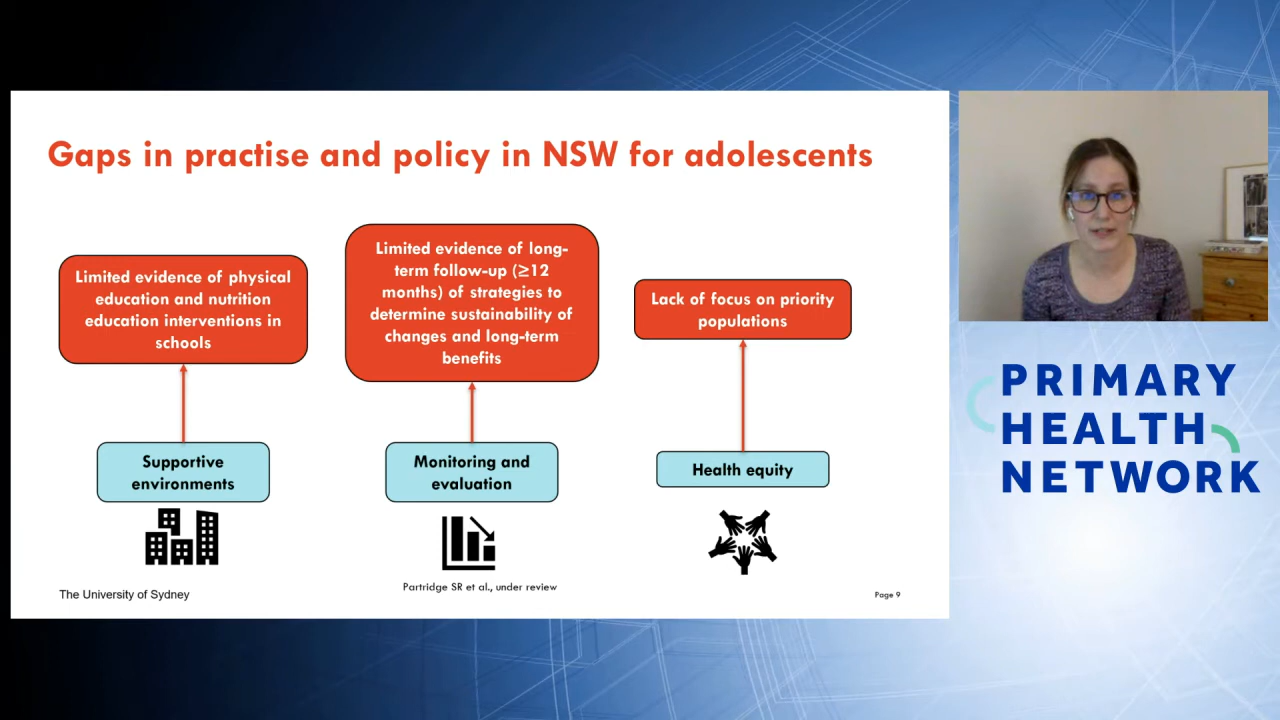 Gaps in practise and policy in NSW for adolescents
Limited evidence of physical
education and nutrition
education interventions in
schools
Limited evidence of long-
term follow-up (≥12
months) of strategies to
determine sustainability of
changes and long-term
benefits
Lack of focus on priority
populations
Supportive
environments
Monitoring and
evaluation
Health equity
Partridge SR et al., under review
The University of Sydney
Page 9
PRIMARY
HEALTH
NETWORK